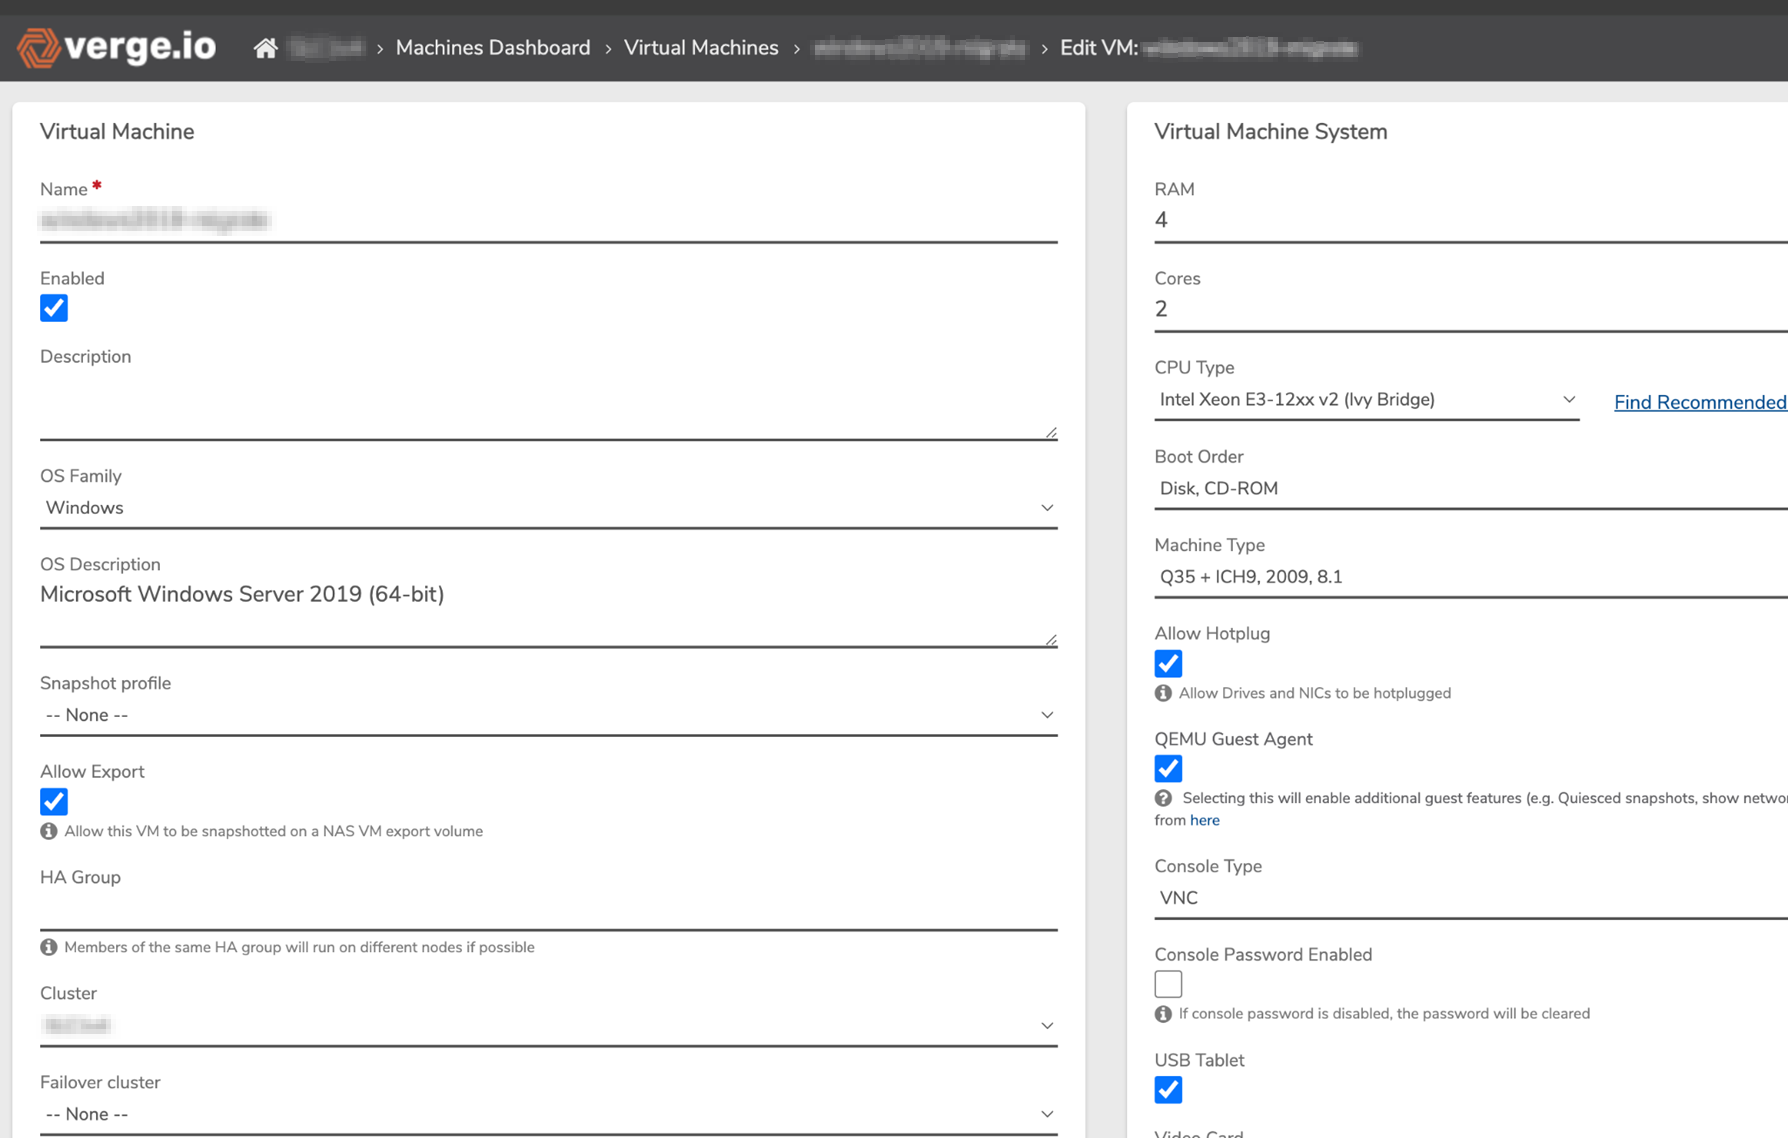 verge.io
› Machines Dashboard › Virtual Machines › › Edit VM:
Virtual Machine
Name *
Enabled
Description
OS Family
Windows
OS Description
Microsoft Windows Server 2019 (64-bit)
Snapshot profile
-- None --
Allow Export
Allow this VM to be snapshotted on a NAS VM export volume
HA Group
Members of the same HA group will run on different nodes if possible
Cluster
Failover cluster
-- None --
Virtual Machine System
RAM
4
Cores
2
CPU Type
Intel Xeon E3-12xx v2 (Ivy Bridge)
Find Recommended
Boot Order
Disk, CD-ROM
Machine Type
Q35 + ICH9, 2009, 8.1
Allow Hotplug
Allow Drives and NICs to be hotplugged
QEMU Guest Agent
Selecting this will enable additional guest features (e.g. Quiesced snapshots, show
from here
Console Type
VNC
Console Password Enabled
If console password is disabled, the password will be cleared
USB Tablet
Video Card